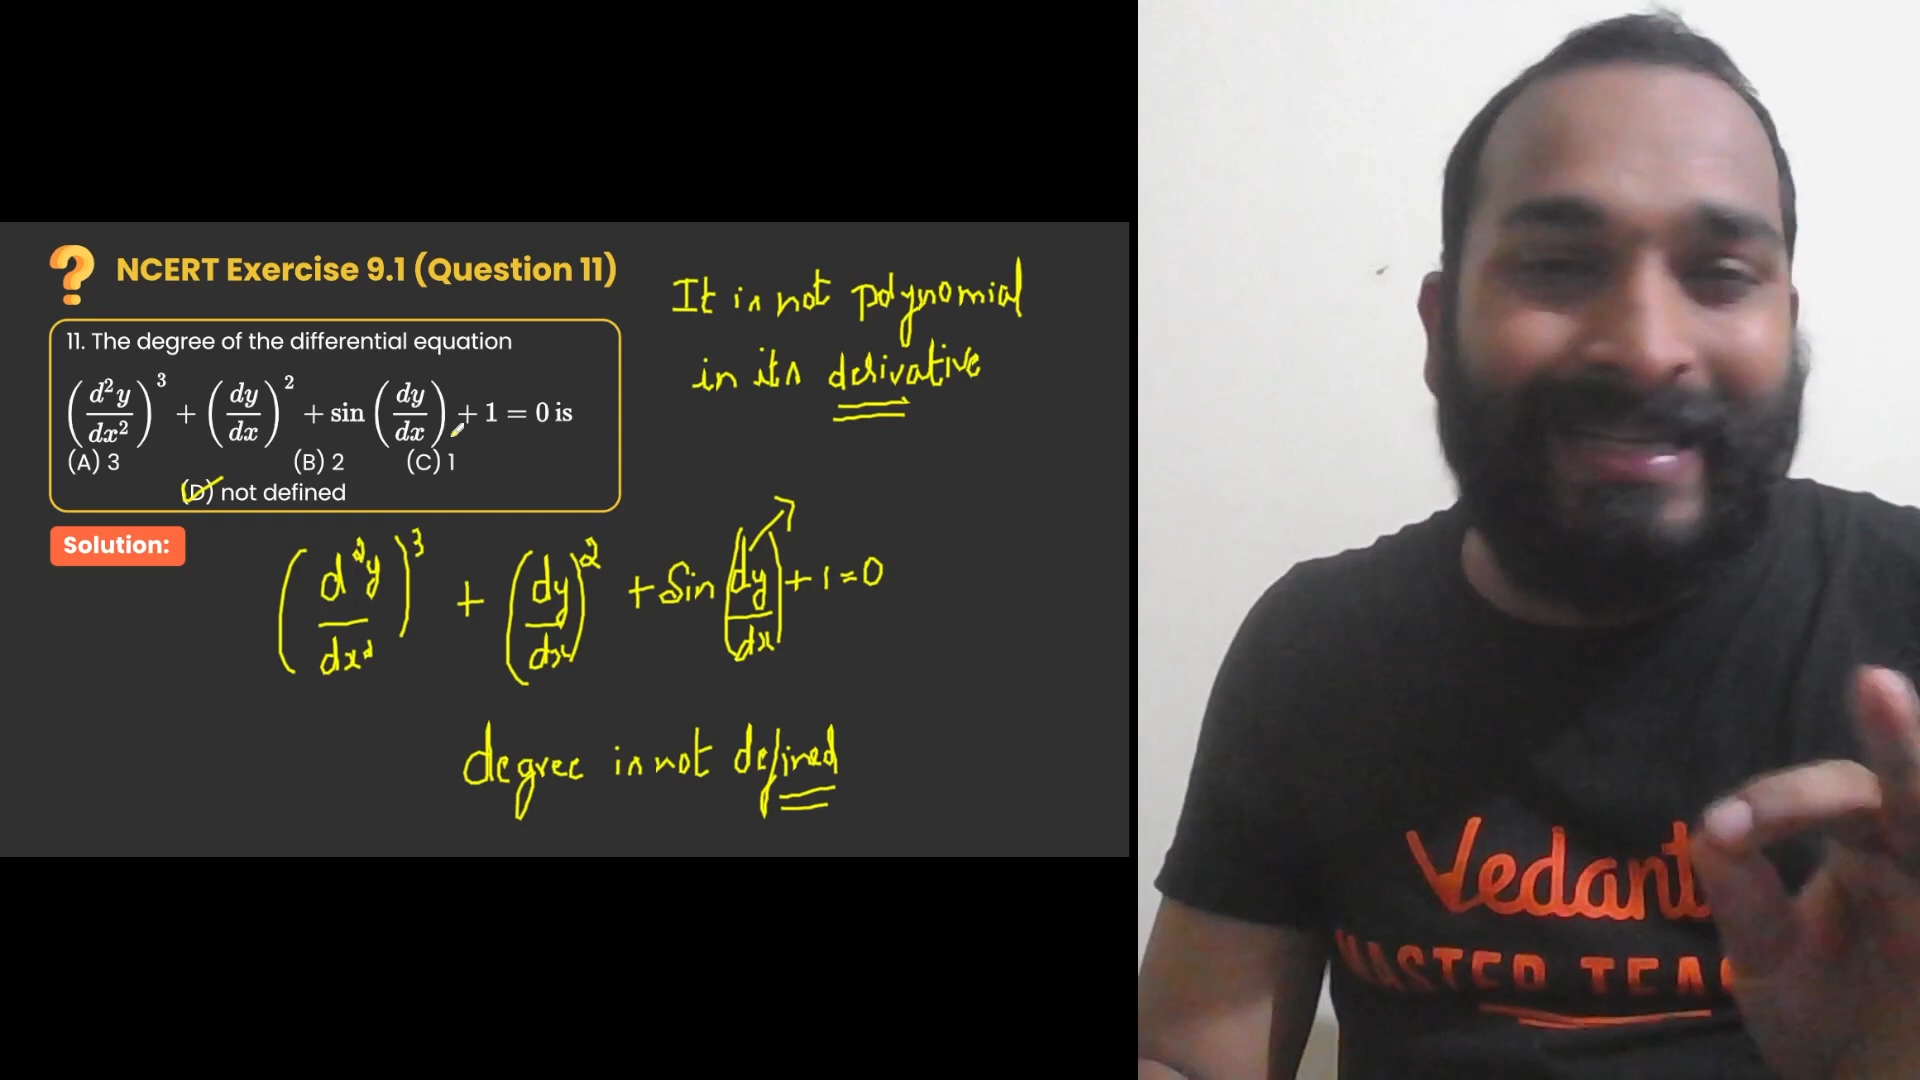 NCERT Exercise 9.1 (Question 11)
11. The degree of the differential equation
(d²y/dx²)³ + (dy/dx)² + sin (dy/dx) + 1 = 0 is
(A) 3 (B) 2 (C) 1
(D) not defined
Solution:
It is not polynomial
in its derivative
(d²y/dx²)³ + (dy/dx)² + Sin (dy/dx) + 1 = 0
degree is not defined
Vedant
MASTER TEA